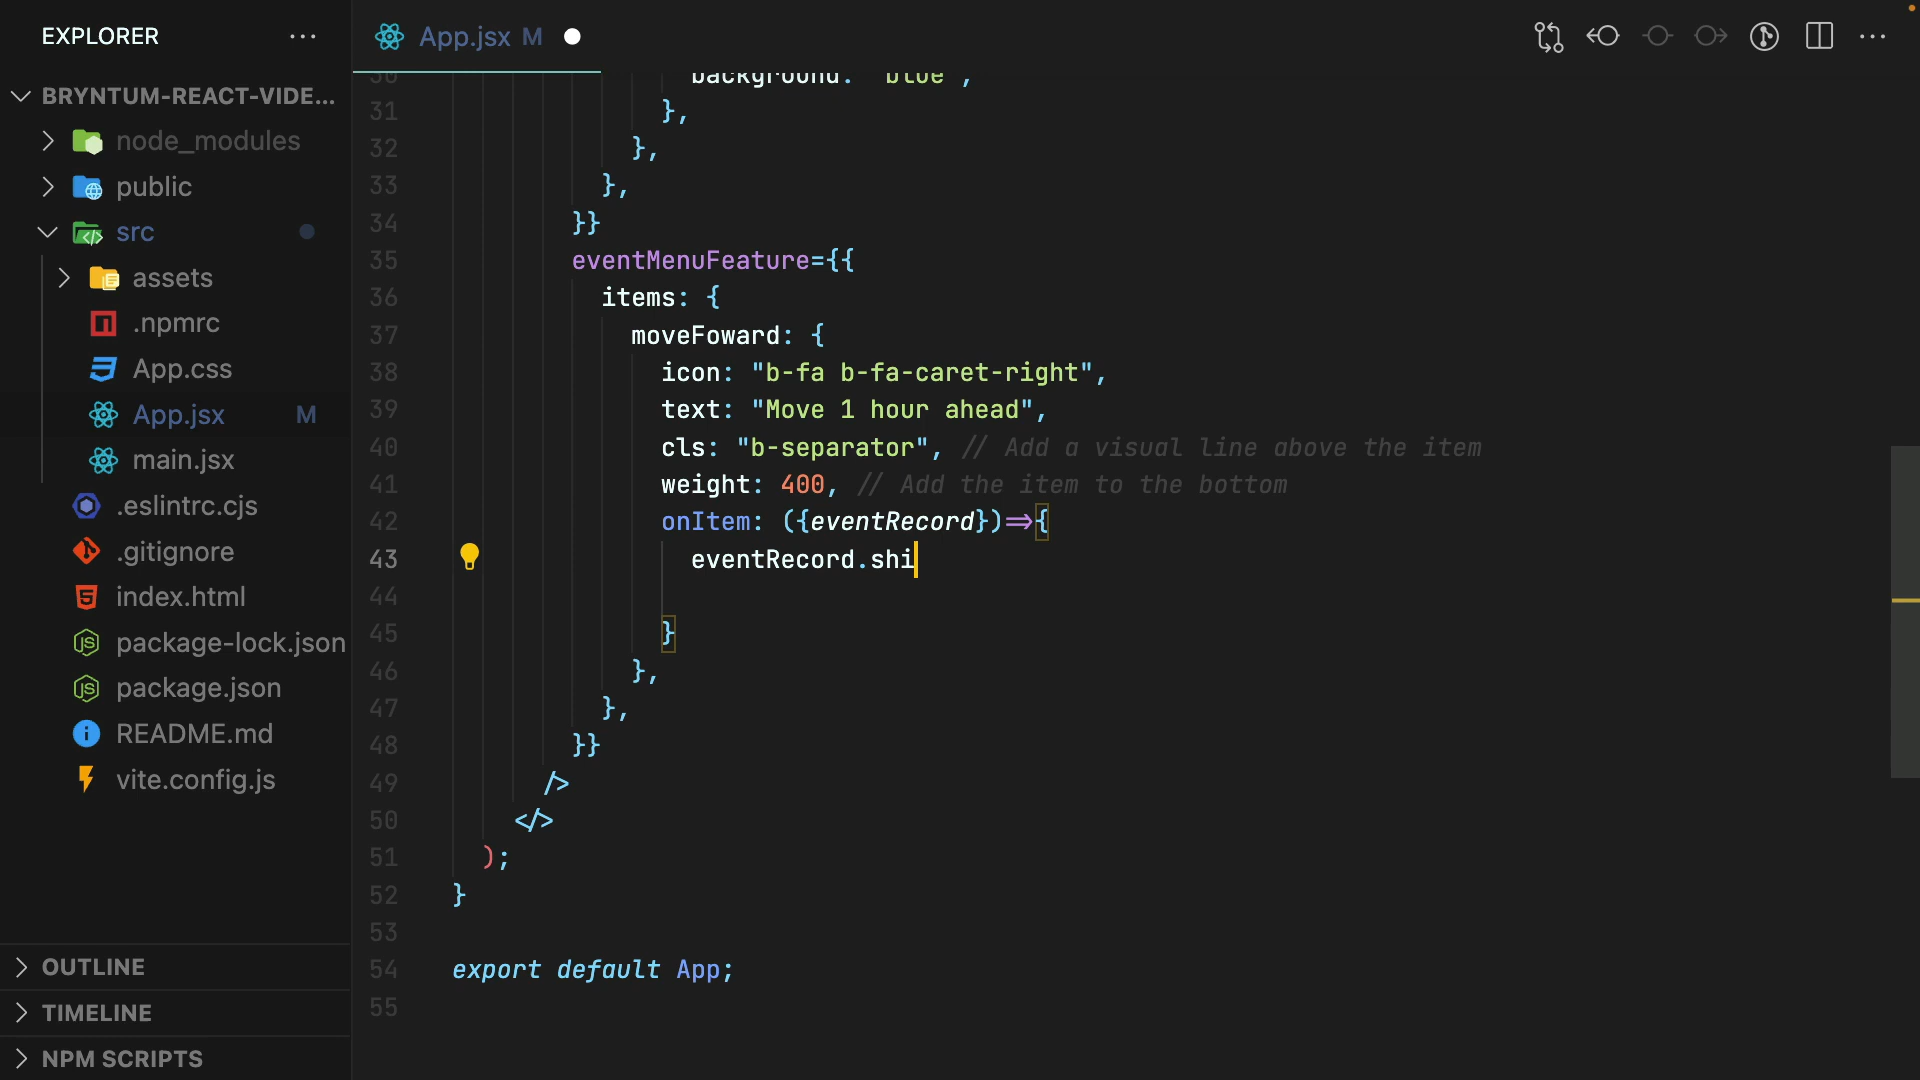 EXPLORER
BRYNTUM-REACT-VIDE...
node_modules
public
src
assets
.npmrc
App.css
App.jsx M
main.jsx
.eslintrc.cjs
.gitignore
index.html
package-lock.json
package.json
README.md
vite.config.js
OUTLINE
TIMELINE
NPM SCRIPTS
App.jsx M
30 background: "blue",
31 },
32 },
33 },
34 }}
35 eventMenuFeature={{
36 items: {
37 moveFoward: {
38 icon: "b-fa b-fa-caret-right",
39 text: "Move 1 hour ahead",
40 cls: "b-separator", // Add a visual line above the item
41 weight: 400, // Add the item to the bottom
42 onItem: ({eventRecord})=>{
43 eventRecord.shi
44
45 }
46 },
47 },
48 }}
49 />
50 </>
51 );
52 }
53
54 export default App;
55